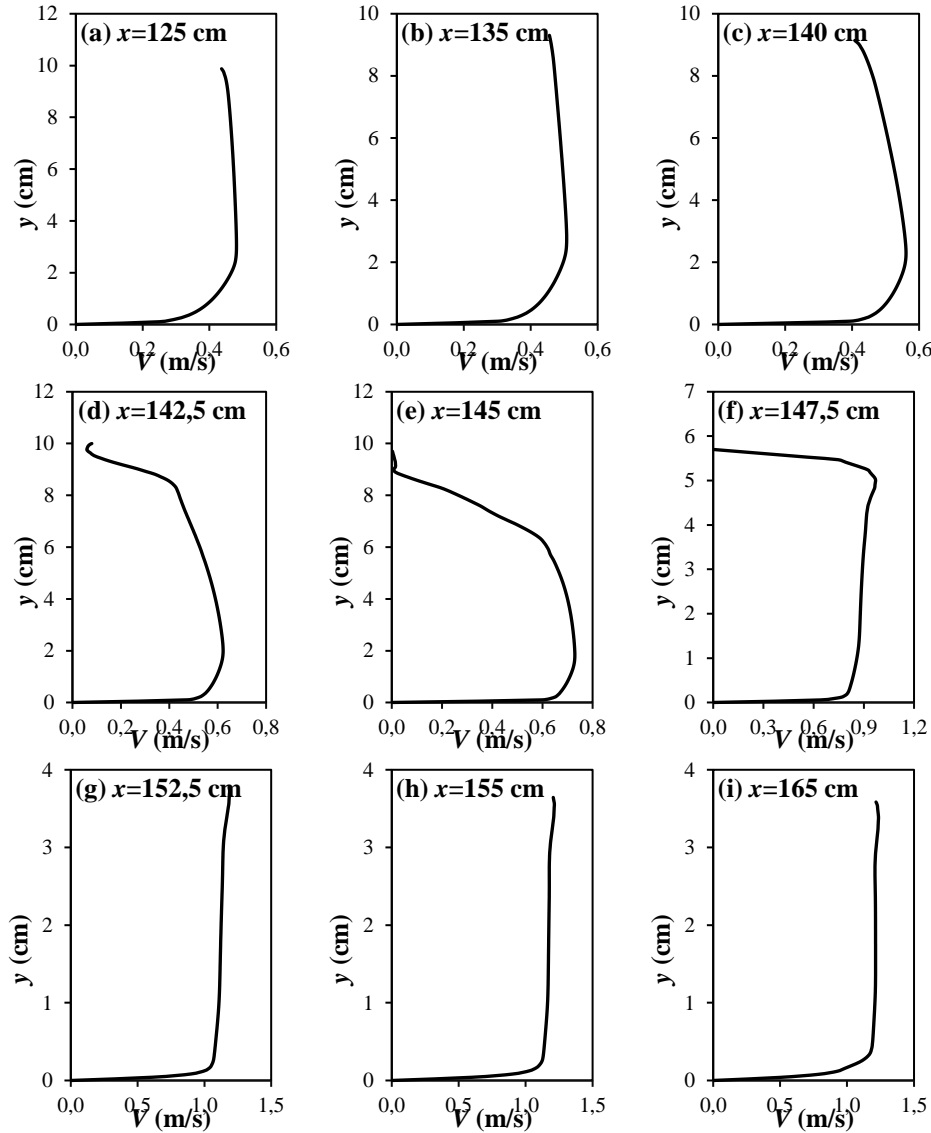 (a) x=125 cm
12
10
8
6
4
2
0
y (cm)
0,0 0,2 0,4 0,6
V (m/s)
(b) x=135 cm
10
8
6
4
2
0
y (cm)
0,0 0,2 0,4 0,6
V (m/s)
(c) x=140 cm
10
8
6
4
2
0
y (cm)
0,0 0,2 0,4 0,6
V (m/s)
(d) x=142,5 cm
12
10
8
6
4
2
0
y (cm)
0,0 0,2 0,4 0,6 0,8
V (m/s)
(e) x=145 cm
12
10
8
6
4
2
0
y (cm)
0,0 0,2 0,4 0,6 0,8
V (m/s)
(f) x=147,5 cm
7
6
5
4
3
2
1
0
y (cm)
0,0 0,3 0,6 0,9 1,2
V (m/s)
(g) x=152,5 cm
4
3
2
1
0
y (cm)
0,0 0,5 1,0 1,5
V (m/s)
(h) x=155 cm
4
3
2
1
0
y (cm)
0,0 0,5 1,0 1,5
V (m/s)
(i) x=165 cm
4
3
2
1
0
y (cm)
0,0 0,5 1,0 1,5
V (m/s)